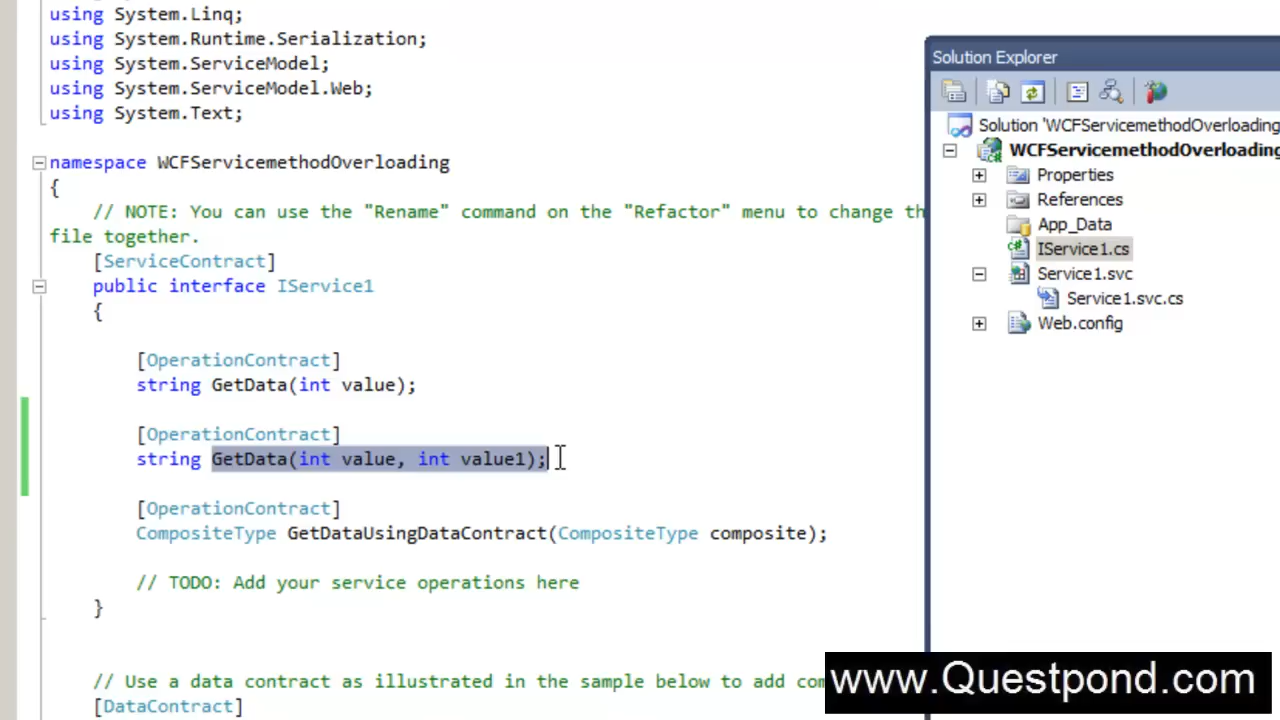 using System.Linq;
using System.Runtime.Serialization;
using System.ServiceModel;
using System.ServiceModel.Web;
using System.Text;
namespace WCFServicemethodOverloading
{
// NOTE: You can use the "Rename" command on the "Refactor" menu to change th
file together.
[ServiceContract]
public interface IService1
{
[OperationContract]
string GetData(int value);
[OperationContract]
string GetData(int value, int value1);
[OperationContract]
CompositeType GetDataUsingDataContract(CompositeType composite);
// TODO: Add your service operations here
}
// Use a data contract as illustrated in the sample below to add com
[DataContract]
Solution Explorer
Solution 'WCFServicemethodOverloading
WCFServicemethodOverloading
Properties
References
App_Data
IService1.cs
Service1.svc
Service1.svc.cs
Web.config
www.Questpond.com